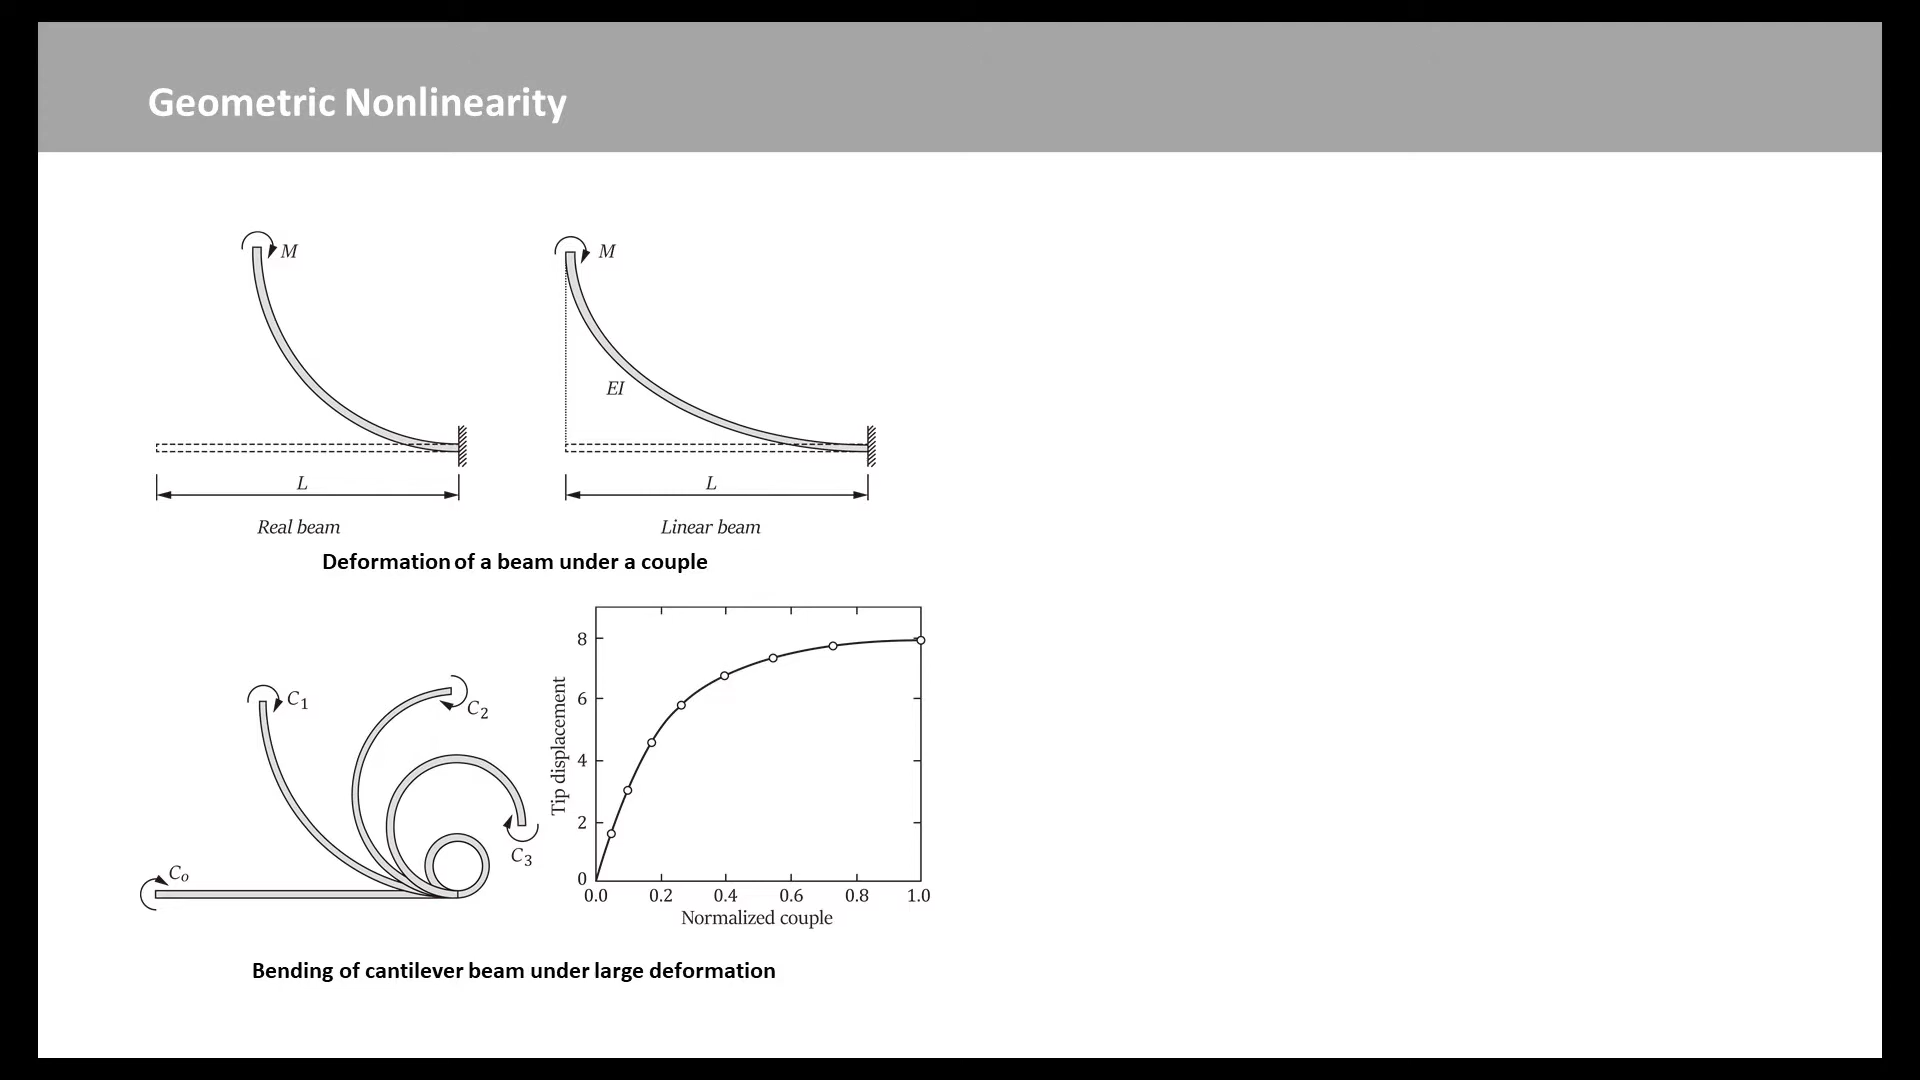 Geometric Nonlinearity
M
M
EI
L
L
Real beam
Linear beam
Deformation of a beam under a couple
C1
C2
C3
Co
Tip displacement
8
6
4
2
0
0.0 0.2 0.4 0.6 0.8 1.0
Normalized couple
Bending of cantilever beam under large deformation